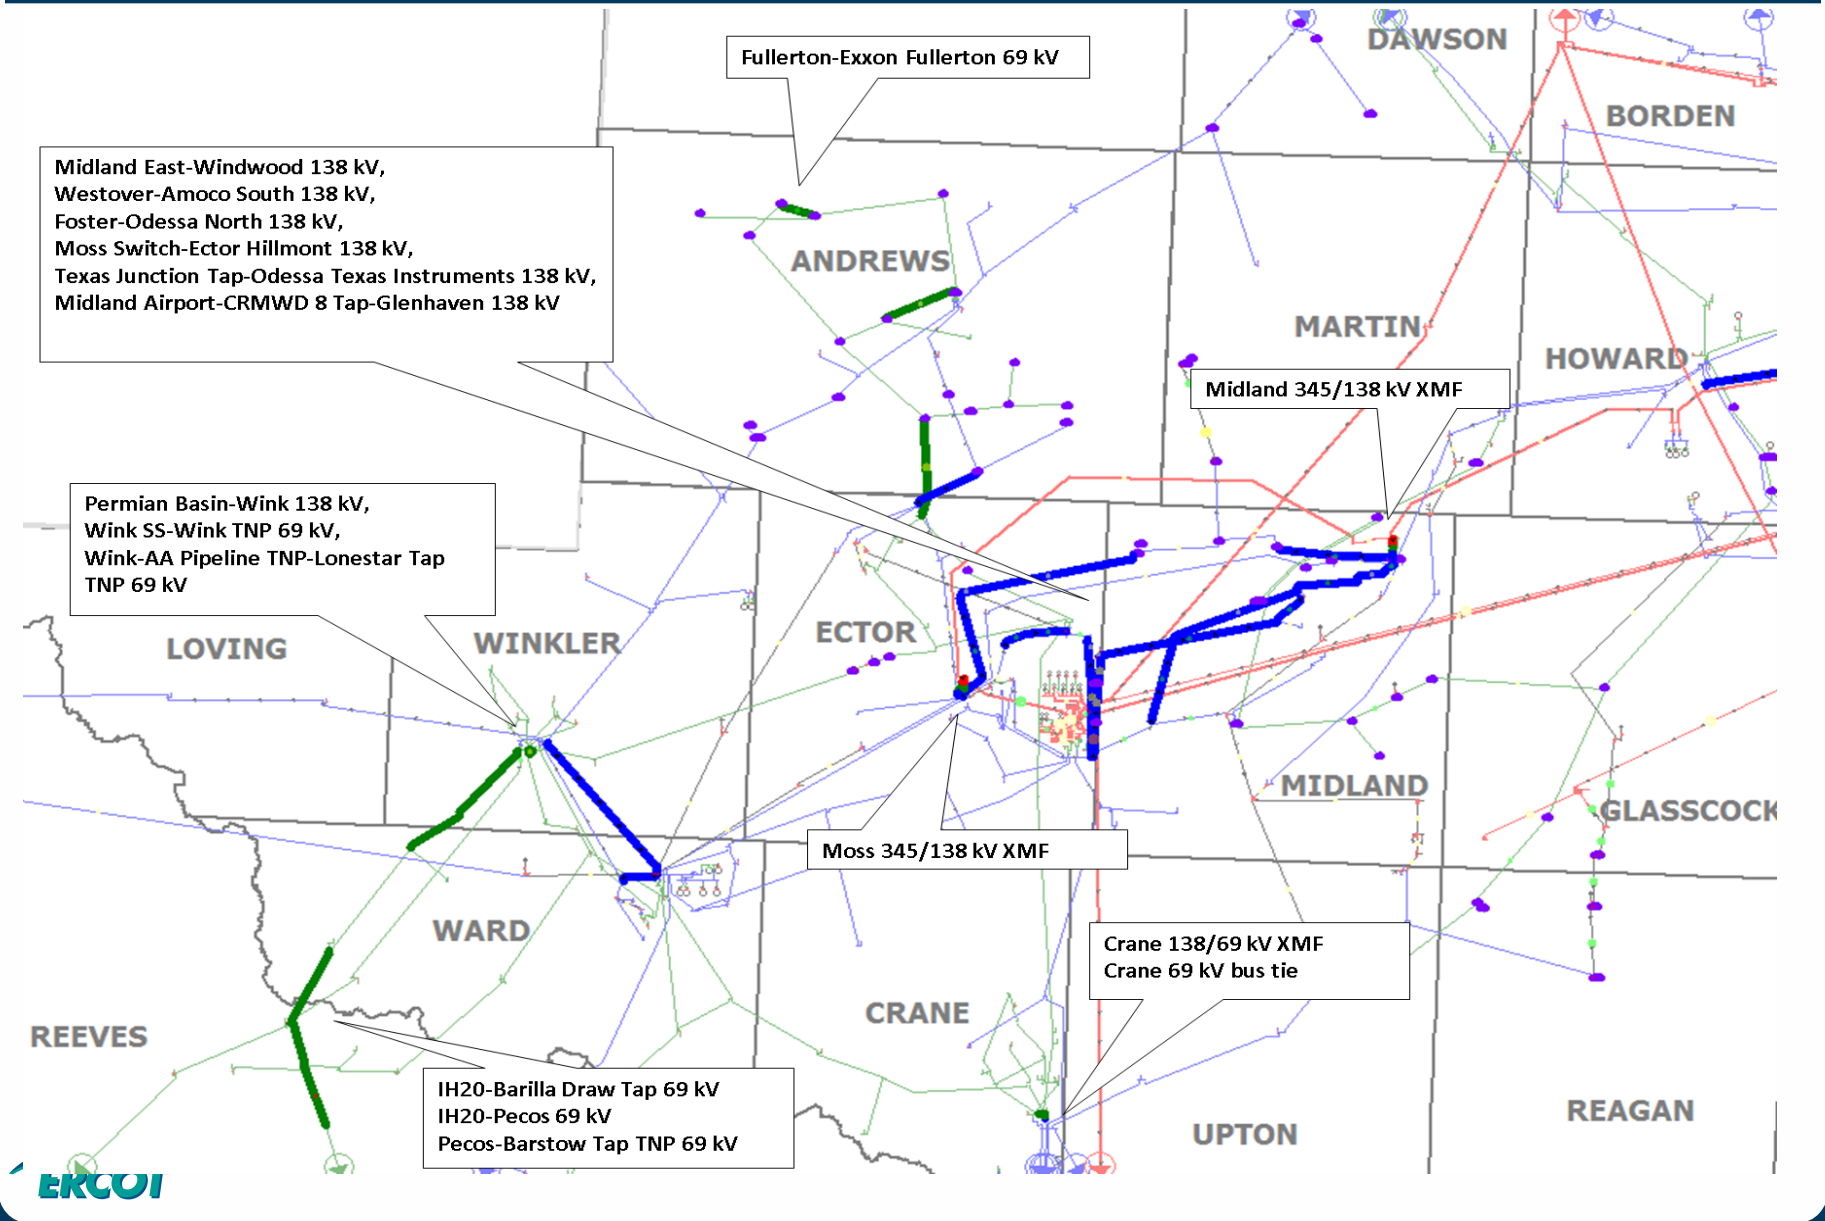 Fullerton-Exxon Fullerton 69 kV
DAWSON
BORDEN
Midland East-Windwood 138 kV,
Westover-Amoco South 138 kV,
Foster-Odessa North 138 kV,
Moss Switch-Ector Hillmont 138 kV,
Texas Junction Tap-Odessa Texas Instruments 138 kV,
Midland Airport-CRMWD 8 Tap-Glenhaven 138 kV
ANDREWS
MARTIN
HOWARD
Midland 345/138 kV XMF
Permian Basin-Wink 138 kV,
Wink SS-Wink TNP 69 kV,
Wink-AA Pipeline TNP-Lonestar Tap
TNP 69 kV
LOVING
WINKLER
ECTOR
MIDLAND
GLASSCOCK
Moss 345/138 kV XMF
WARD
Crane 138/69 kV XMF
Crane 69 kV bus tie
CRANE
REEVES
IH20-Barilla Draw Tap 69 kV
IH20-Pecos 69 kV
Pecos-Barstow Tap TNP 69 kV
UPTON
REAGAN
ERCOT